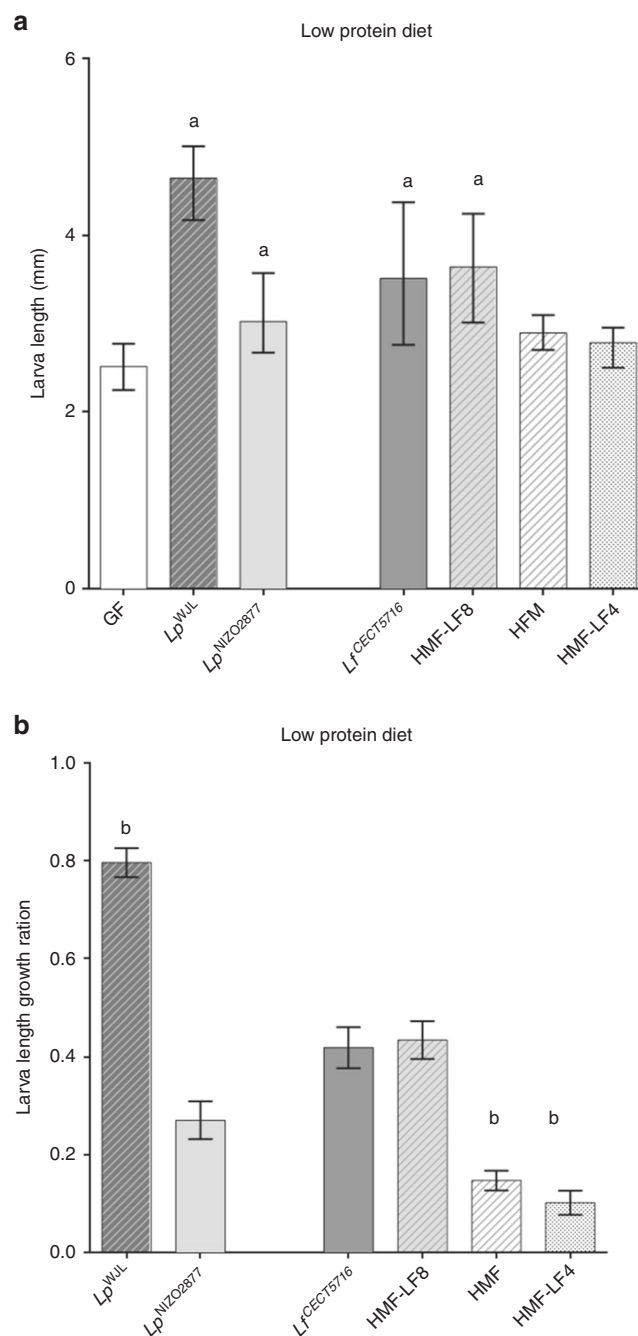 a
Low protein diet
6
4
2
0
Larva length (mm)
a
a
a
a
GF
Lp^WJL
Lp^NIZO2877
Lf^CECT5716
HMF-LF8
HFM
HMF-LF4
b
Low protein diet
1.0
0.8
0.6
0.4
0.2
0.0
Larva length growth ration
b
b
b
Lp^WJL
Lp^NIZO2877
Lf^CECT5716
HMF-LF8
HMF
HMF-LF4